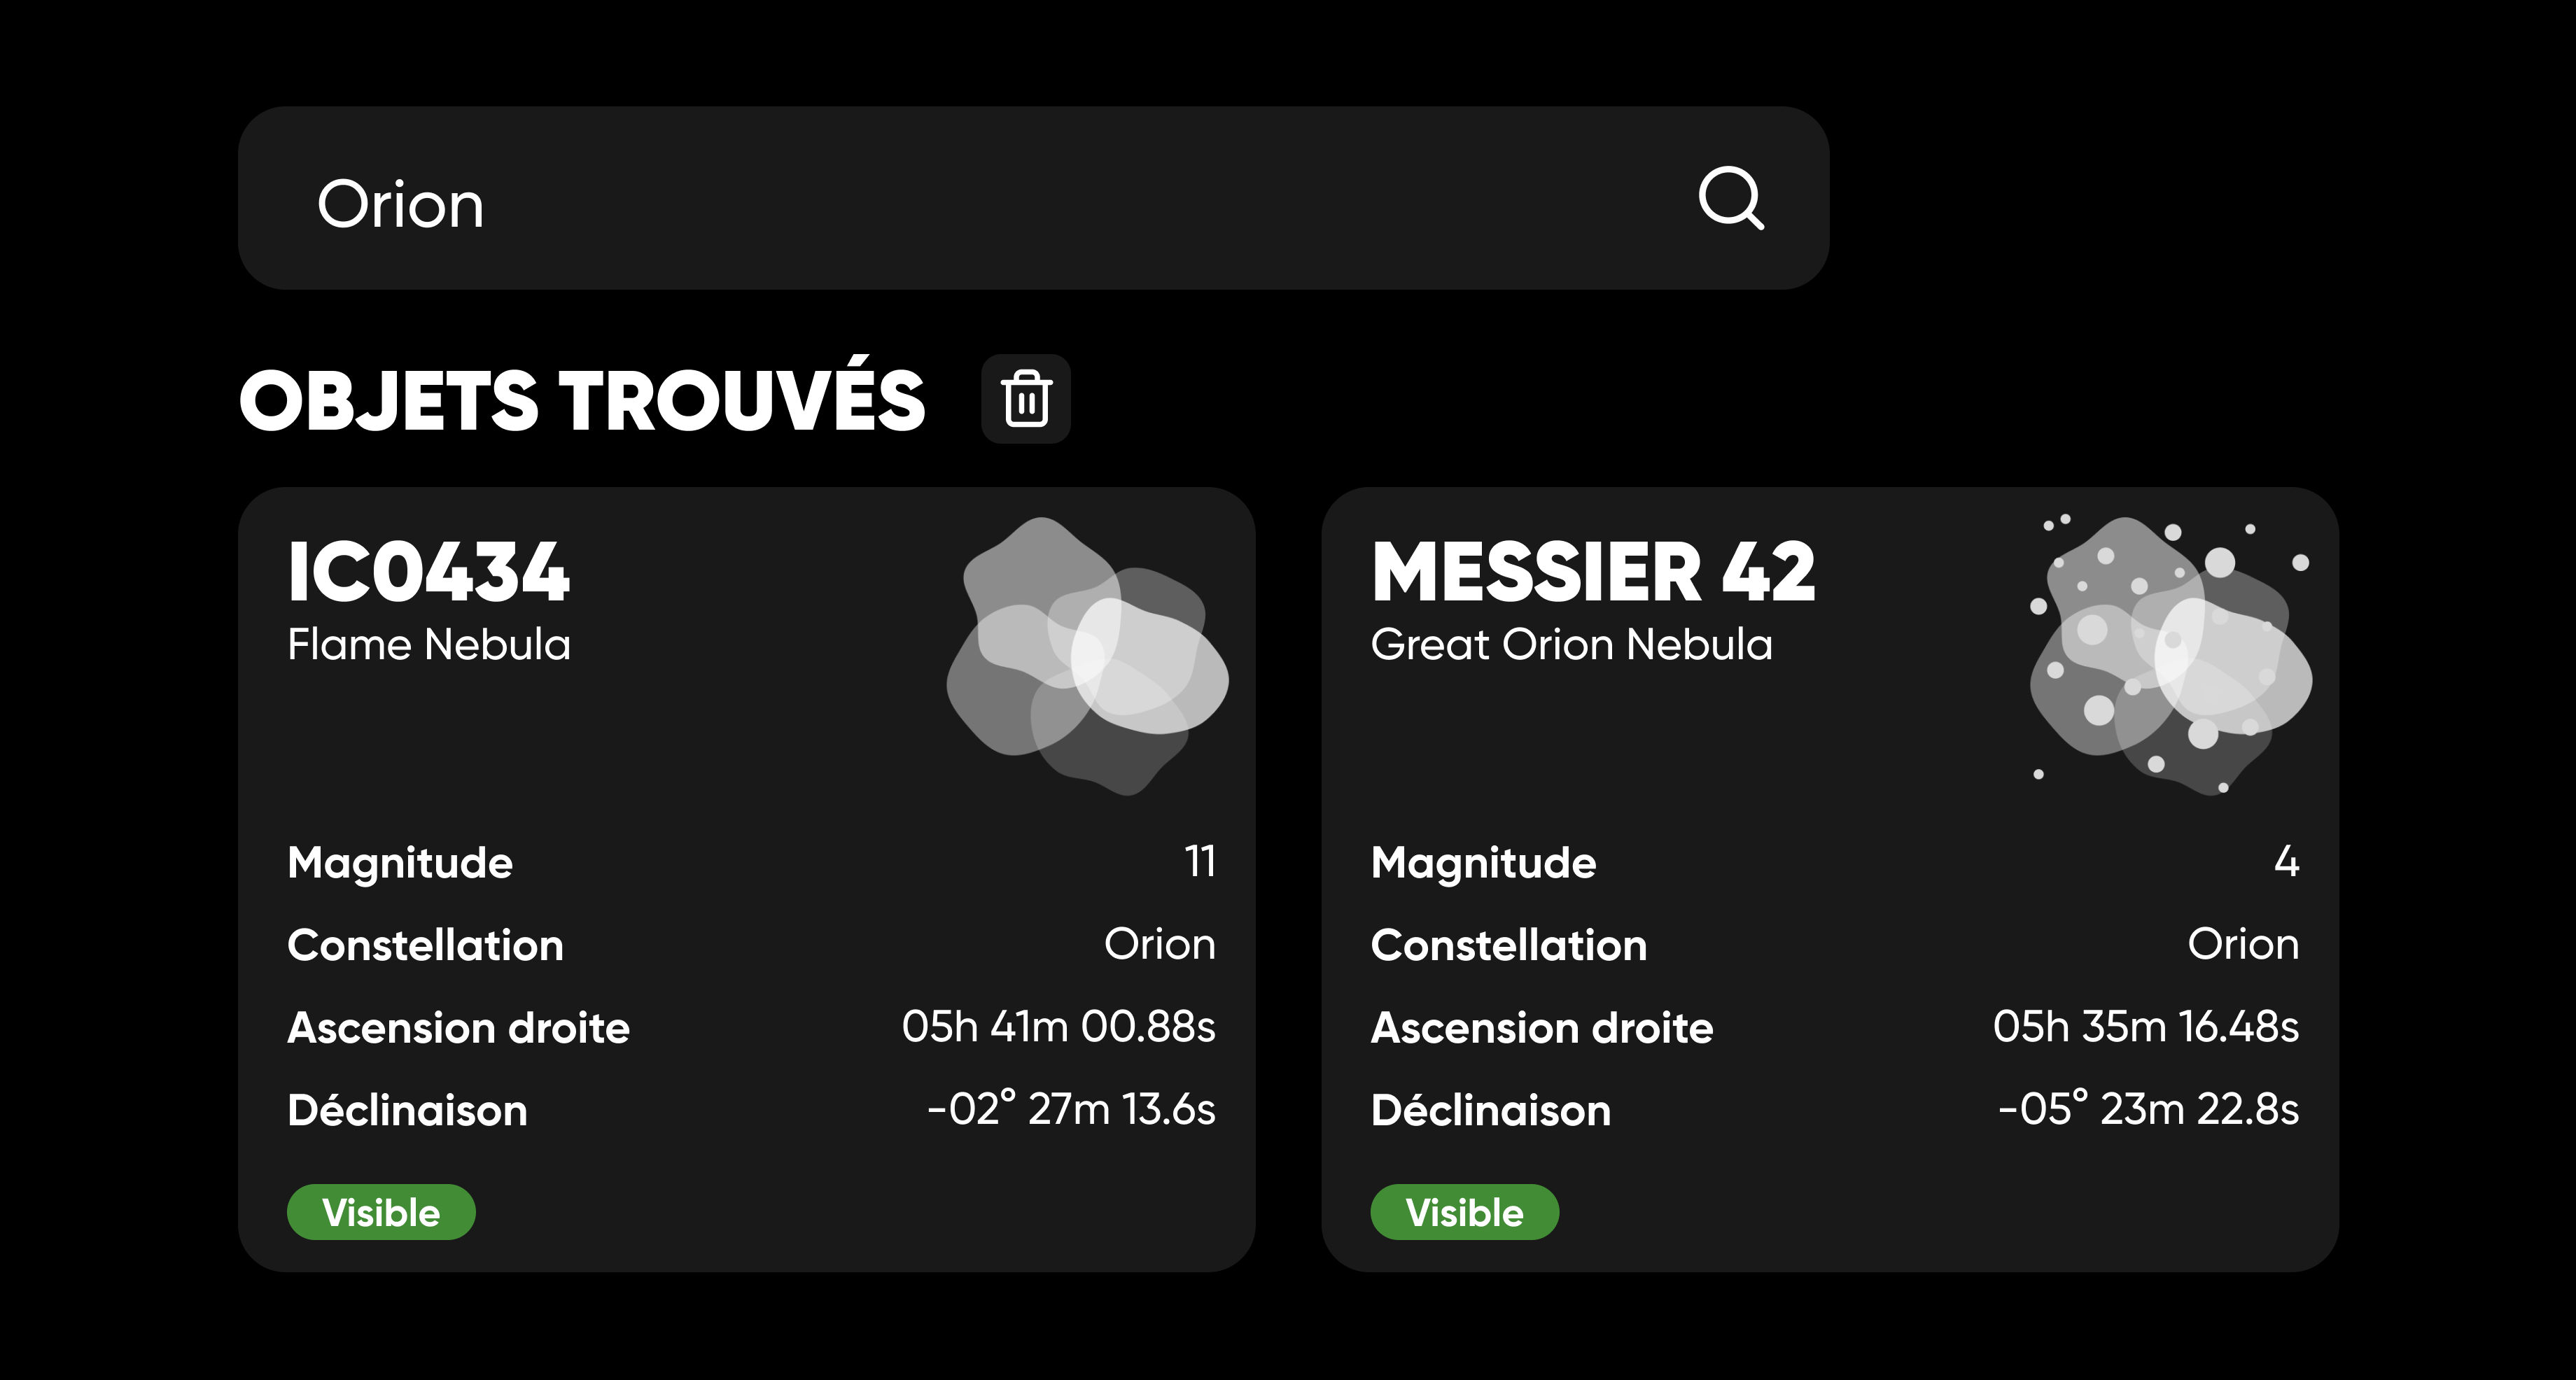 Orion
OBJETS TROUVÉS
IC0434
Flame Nebula
Magnitude 11
Constellation Orion
Ascension droite 05h 41m 00.88s
Déclinaison -02° 27m 13.6s
Visible
MESSIER 42
Great Orion Nebula
Magnitude 4
Constellation Orion
Ascension droite 05h 35m 16.48s
Déclinaison -05° 23m 22.8s
Visible